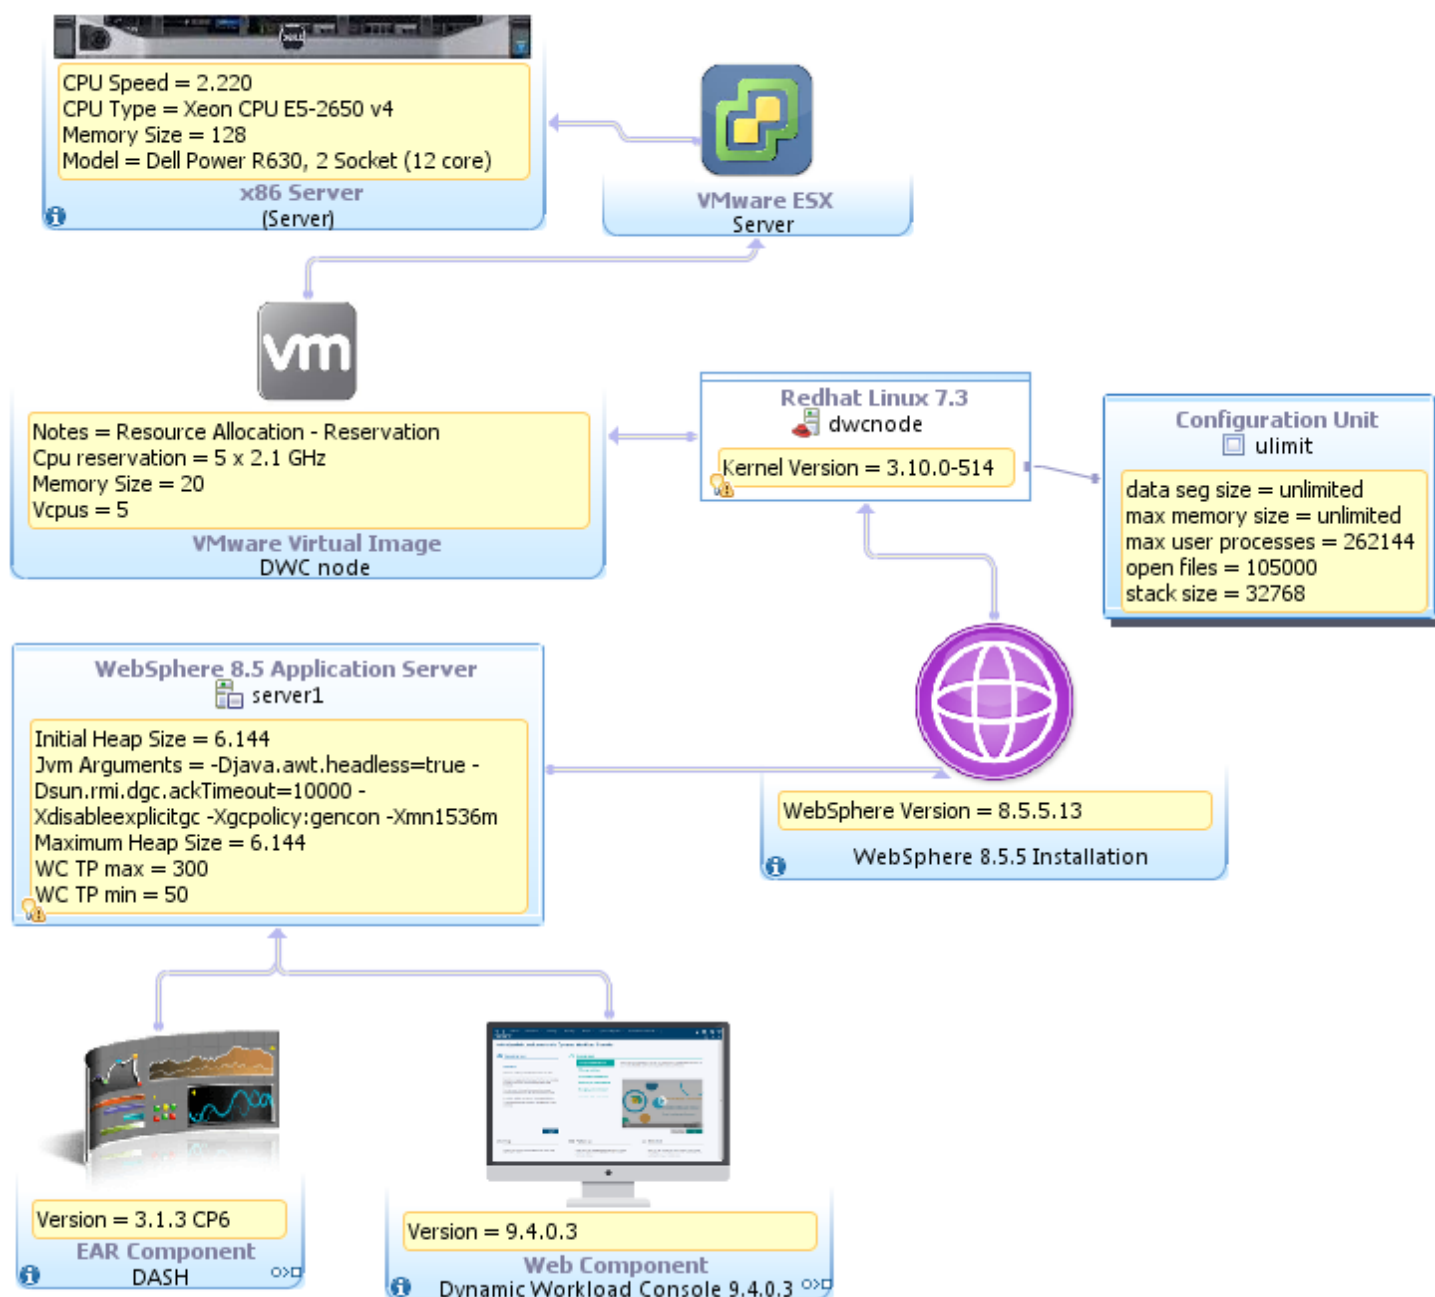 CPU Speed = 2.220
CPU Type = Xeon CPU E5-2650 v4
Memory Size = 128
Model = Dell Power R630, 2 Socket (12 core)
x86 Server
(Server)
VMware ESX
Server
vm
Notes = Resource Allocation - Reservation
Cpu reservation = 5 x 2.1 GHz
Memory Size = 20
Vcpus = 5
VMware Virtual Image
DWC node
Redhat Linux 7.3
dwcnode
Kernel Version = 3.10.0-514
Configuration Unit
ulimit
data seg size = unlimited
max memory size = unlimited
max user processes = 262144
open files = 105000
stack size = 32768
WebSphere 8.5 Application Server
server1
Initial Heap Size = 6.144
Jvm Arguments = -Djava.awt.headless=true -
Dsun.rmi.dgc.ackTimeout=10000 -
Xdisableexplicitgc -Xgcpolicy:gencon -Xmn1536m
Maximum Heap Size = 6.144
WC TP max = 300
WC TP min = 50
WebSphere Version = 8.5.5.13
WebSphere 8.5.5 Installation
Version = 3.1.3 CP6
EAR Component
DASH
Version = 9.4.0.3
Web Component
Dynamic Workload Console 9.4.0.3